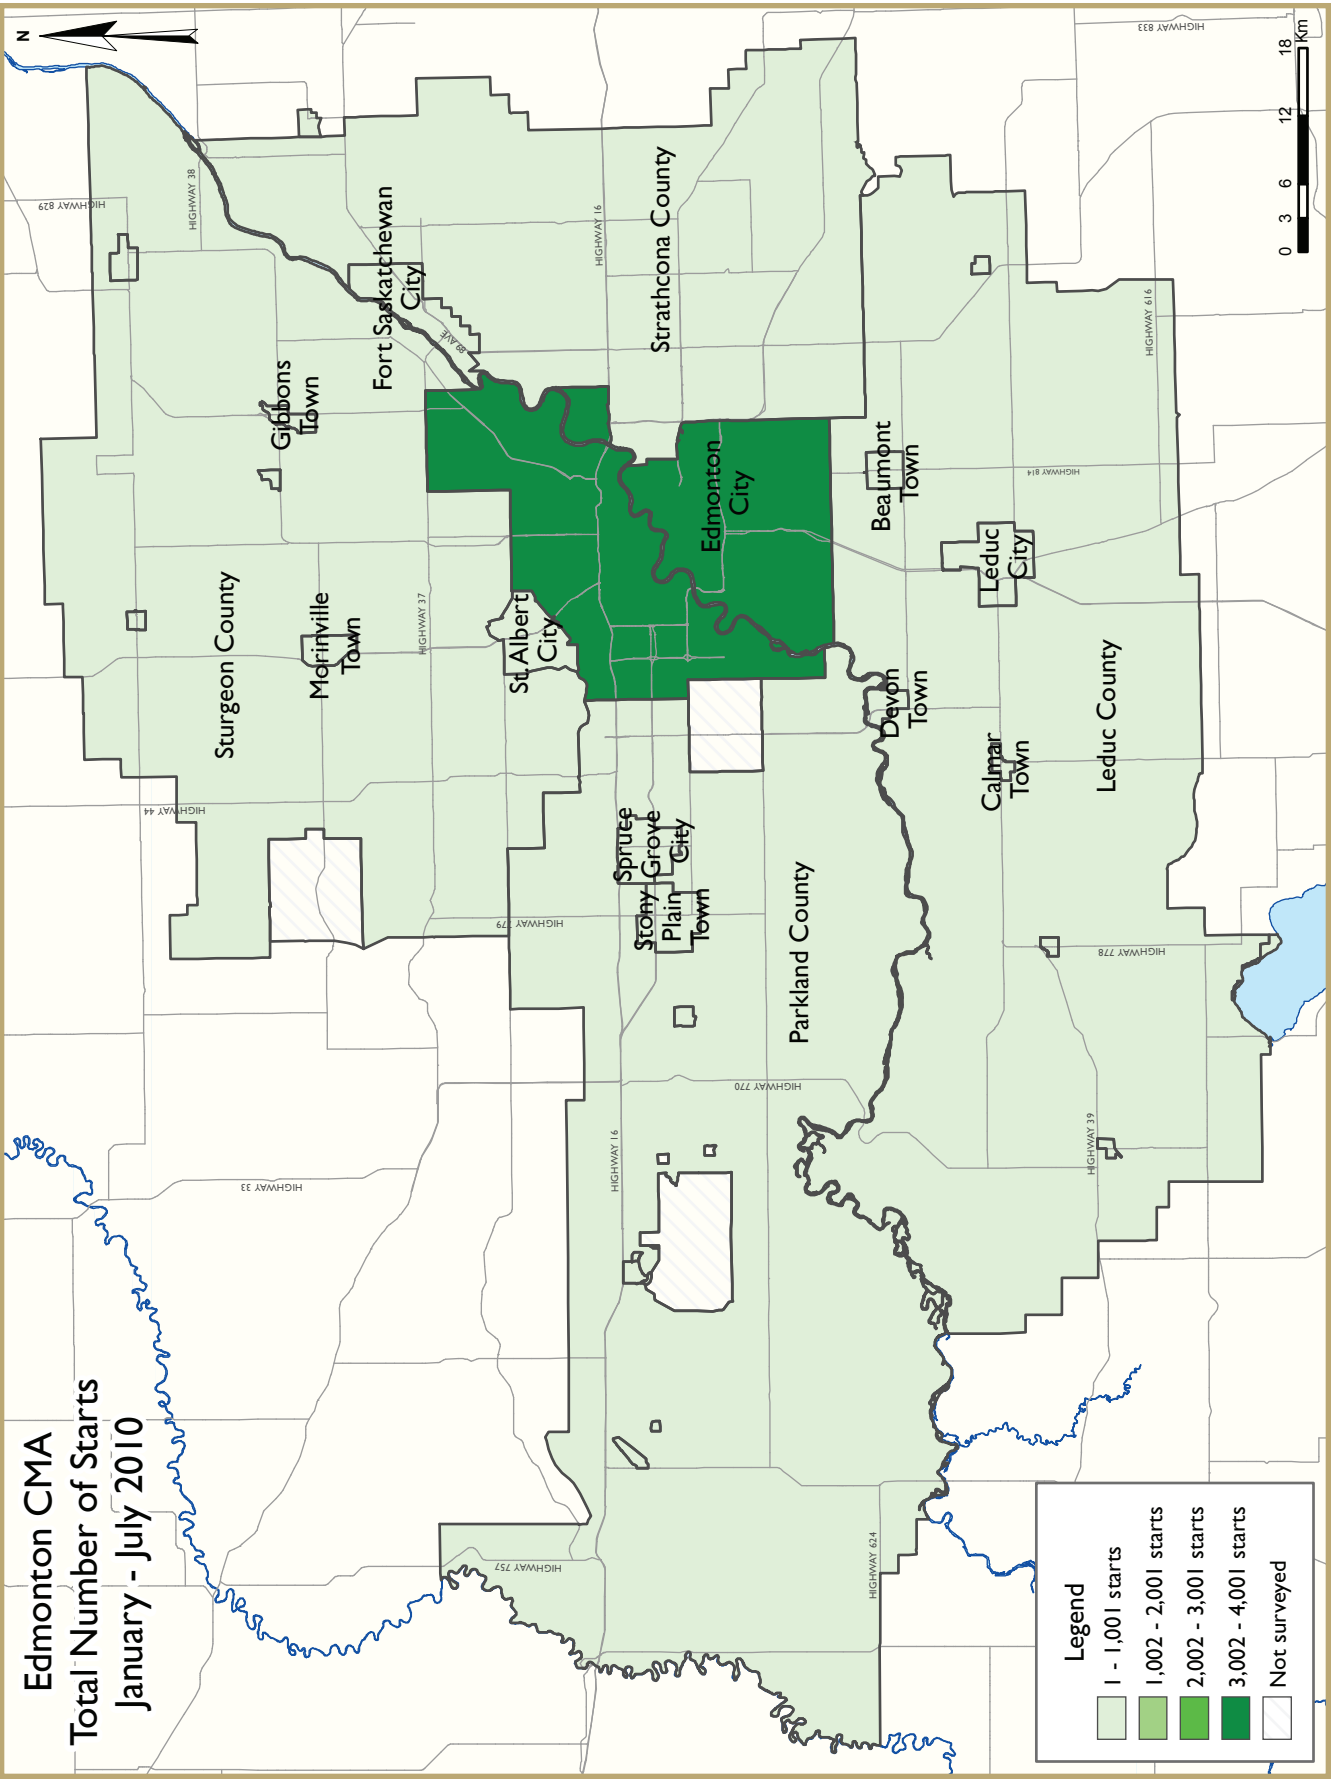 Edmonton CMA
Total Number of Starts
January - July 2010
N
HIGHWAY 829
HIGHWAY 38
HIGHWAY 833
Fort Saskatchewan
City
89 AVE
Gibbons
Town
Sturgeon County
Morinville
Town
HIGHWAY 37
HIGHWAY 44
HIGHWAY 779
HIGHWAY 33
HIGHWAY 757
St. Albert
City
HIGHWAY 16
Strathcona County
Edmonton
City
Spruce
Grove
City
Stony
Plain
Town
HIGHWAY 16
Parkland County
HIGHWAY 770
HIGHWAY 624
Beaumont
Town
HIGHWAY 814
HIGHWAY 616
Leduc
City
Devon
Town
Calmar
Town
Leduc County
HIGHWAY 778
HIGHWAY 39
Legend
1 - 1,001 starts
1,002 - 2,001 starts
2,002 - 3,001 starts
3,002 - 4,001 starts
Not surveyed
0 3 6 12 18
Km